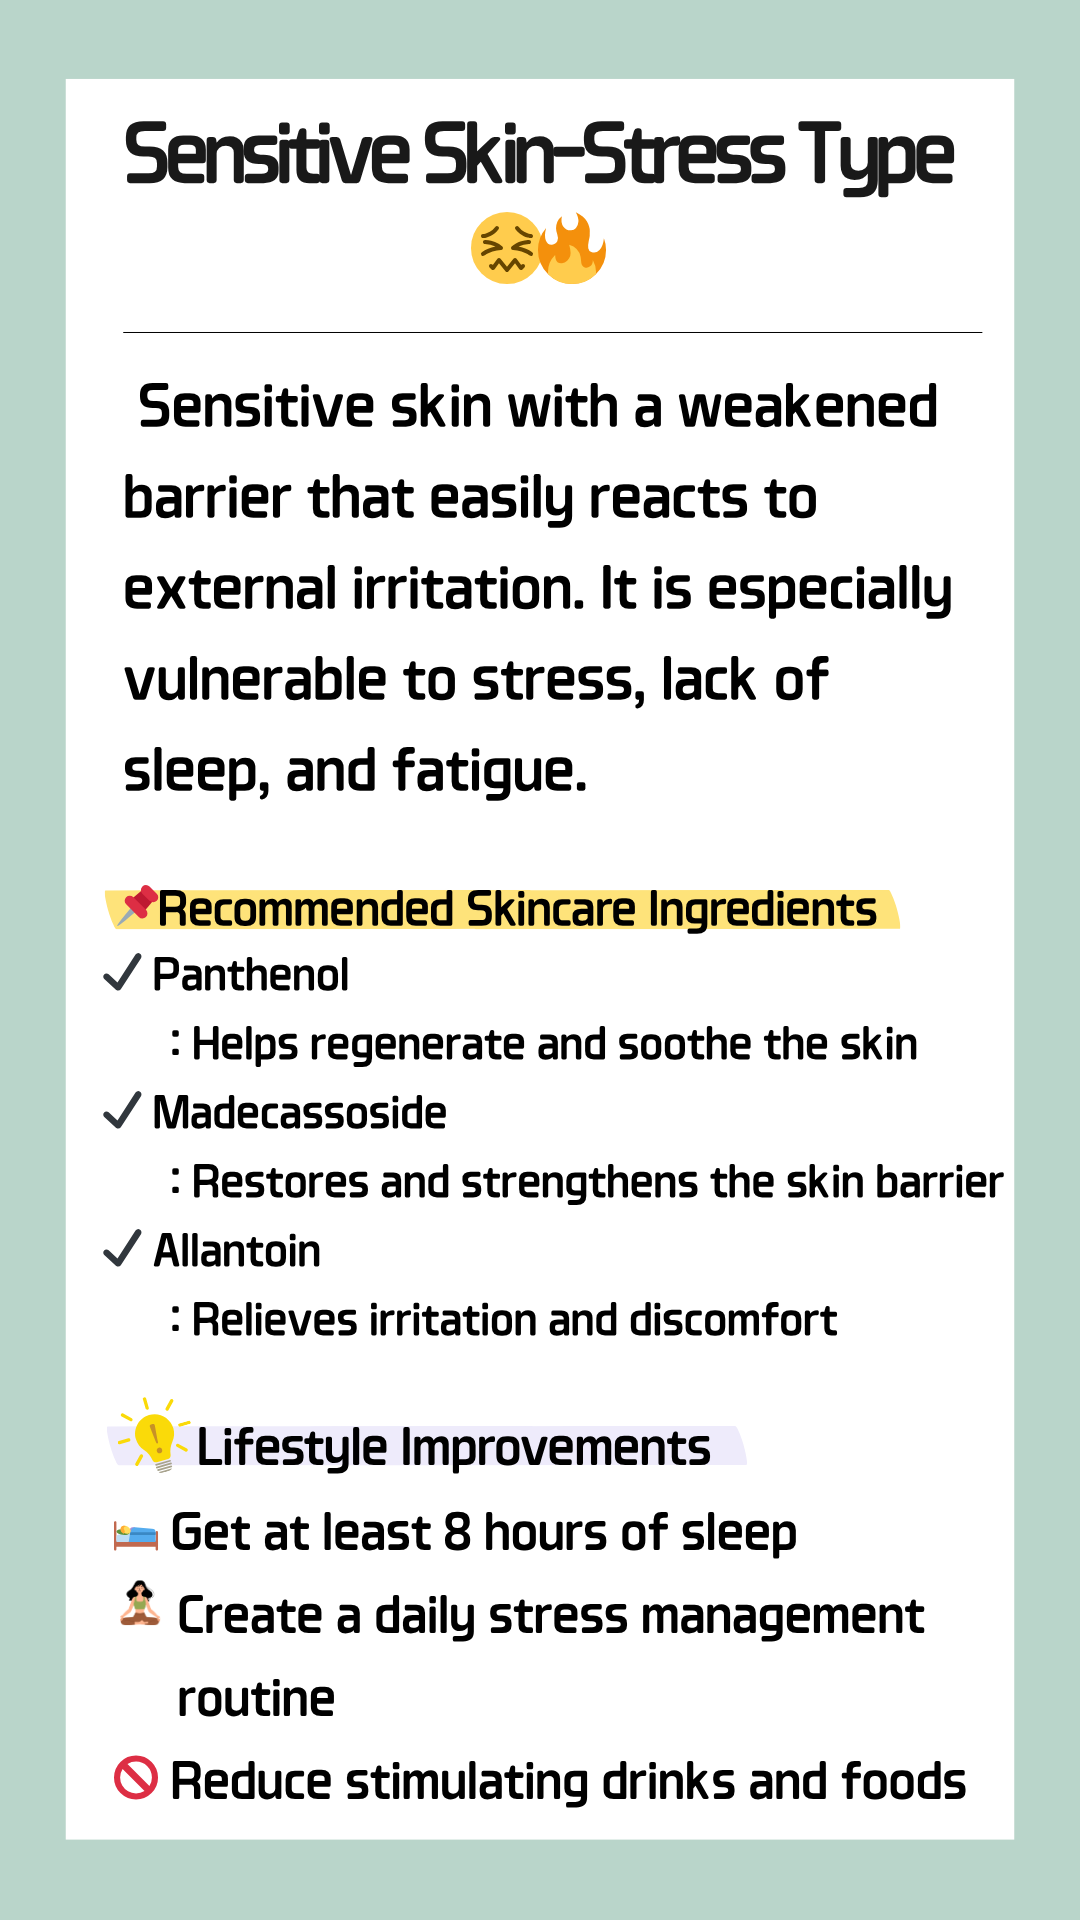 Sensitive Skin-Stress Type
😖🔥
Sensitive skin with a weakened
barrier that easily reacts to
external irritation. It is especially
vulnerable to stress, lack of
sleep, and fatigue.
📌Recommended Skincare Ingredients
✓ Panthenol
: Helps regenerate and soothe the skin
✓ Madecassoside
: Restores and strengthens the skin barrier
✓ Allantoin
: Relieves irritation and discomfort
Lifestyle Improvements
Get at least 8 hours of sleep
Create a daily stress management
routine
🚫 Reduce stimulating drinks and foods